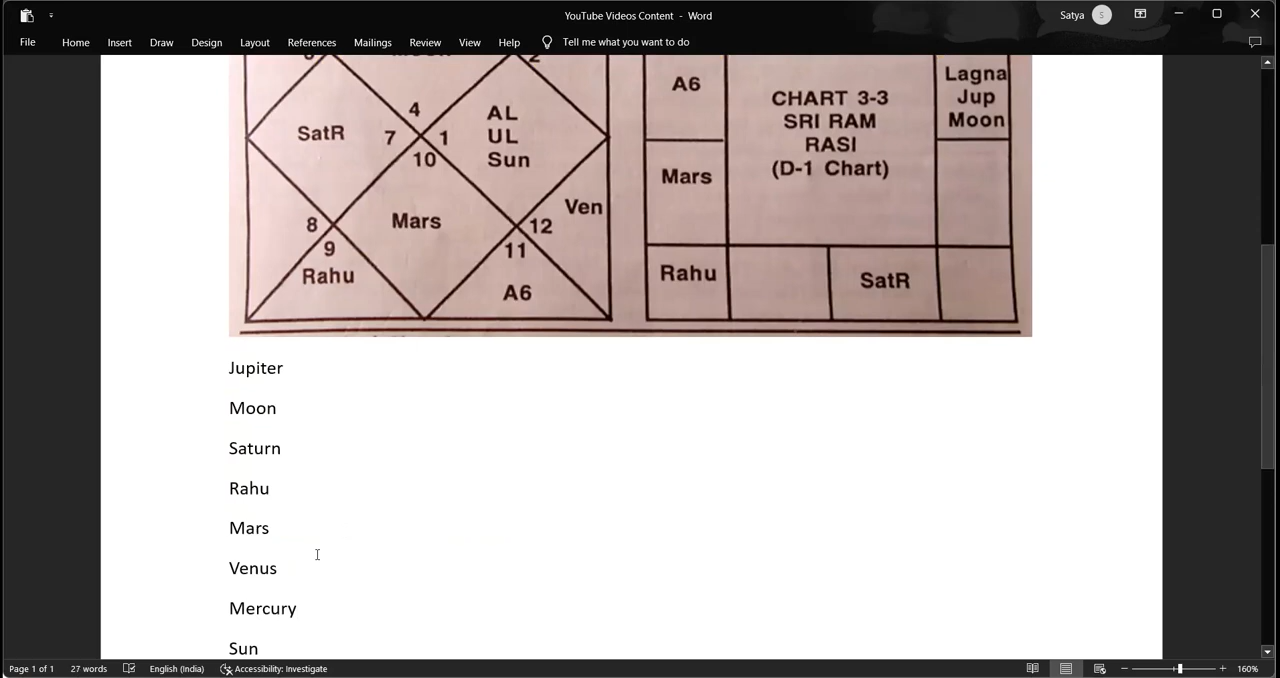 YouTube Videos Content - Word
Satya
S
File
Home
Insert
Draw
Design
Layout
References
Mailings
Review
View
Help
Tell me what you want to do
2
4
SatR
7
1
10
AL
UL
Sun
Mars
Ven
8
12
9
11
Rahu
A6
A6
CHART 3-3
SRI RAM
RASI
(D-1 Chart)
Lagna
Jup
Moon
Mars
Rahu
SatR
Jupiter
Moon
Saturn
Rahu
Mars
Venus
Mercury
Sun
Page 1 of 1
27 words
English (India)
Accessibility: Investigate
160%